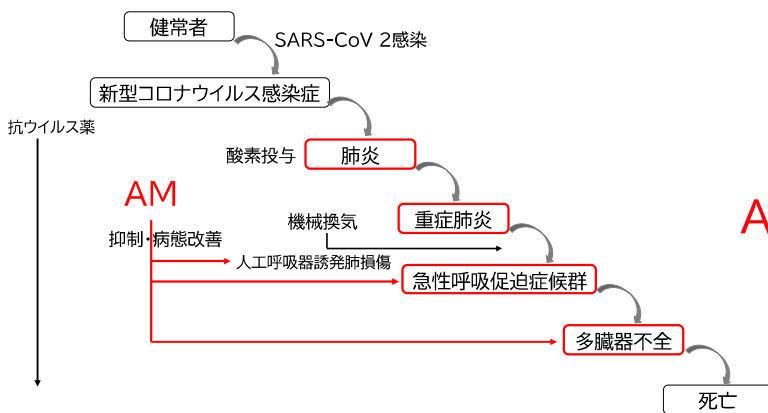 健常者
SARS-CoV 2感染
新型コロナウイルス感染症
抗ウイルス薬
酸素投与
肺炎
AM
機械換気
重症肺炎
A
抑制・病態改善
人工呼吸器誘発肺損傷
急性呼吸促迫症候群
多臓器不全
死亡